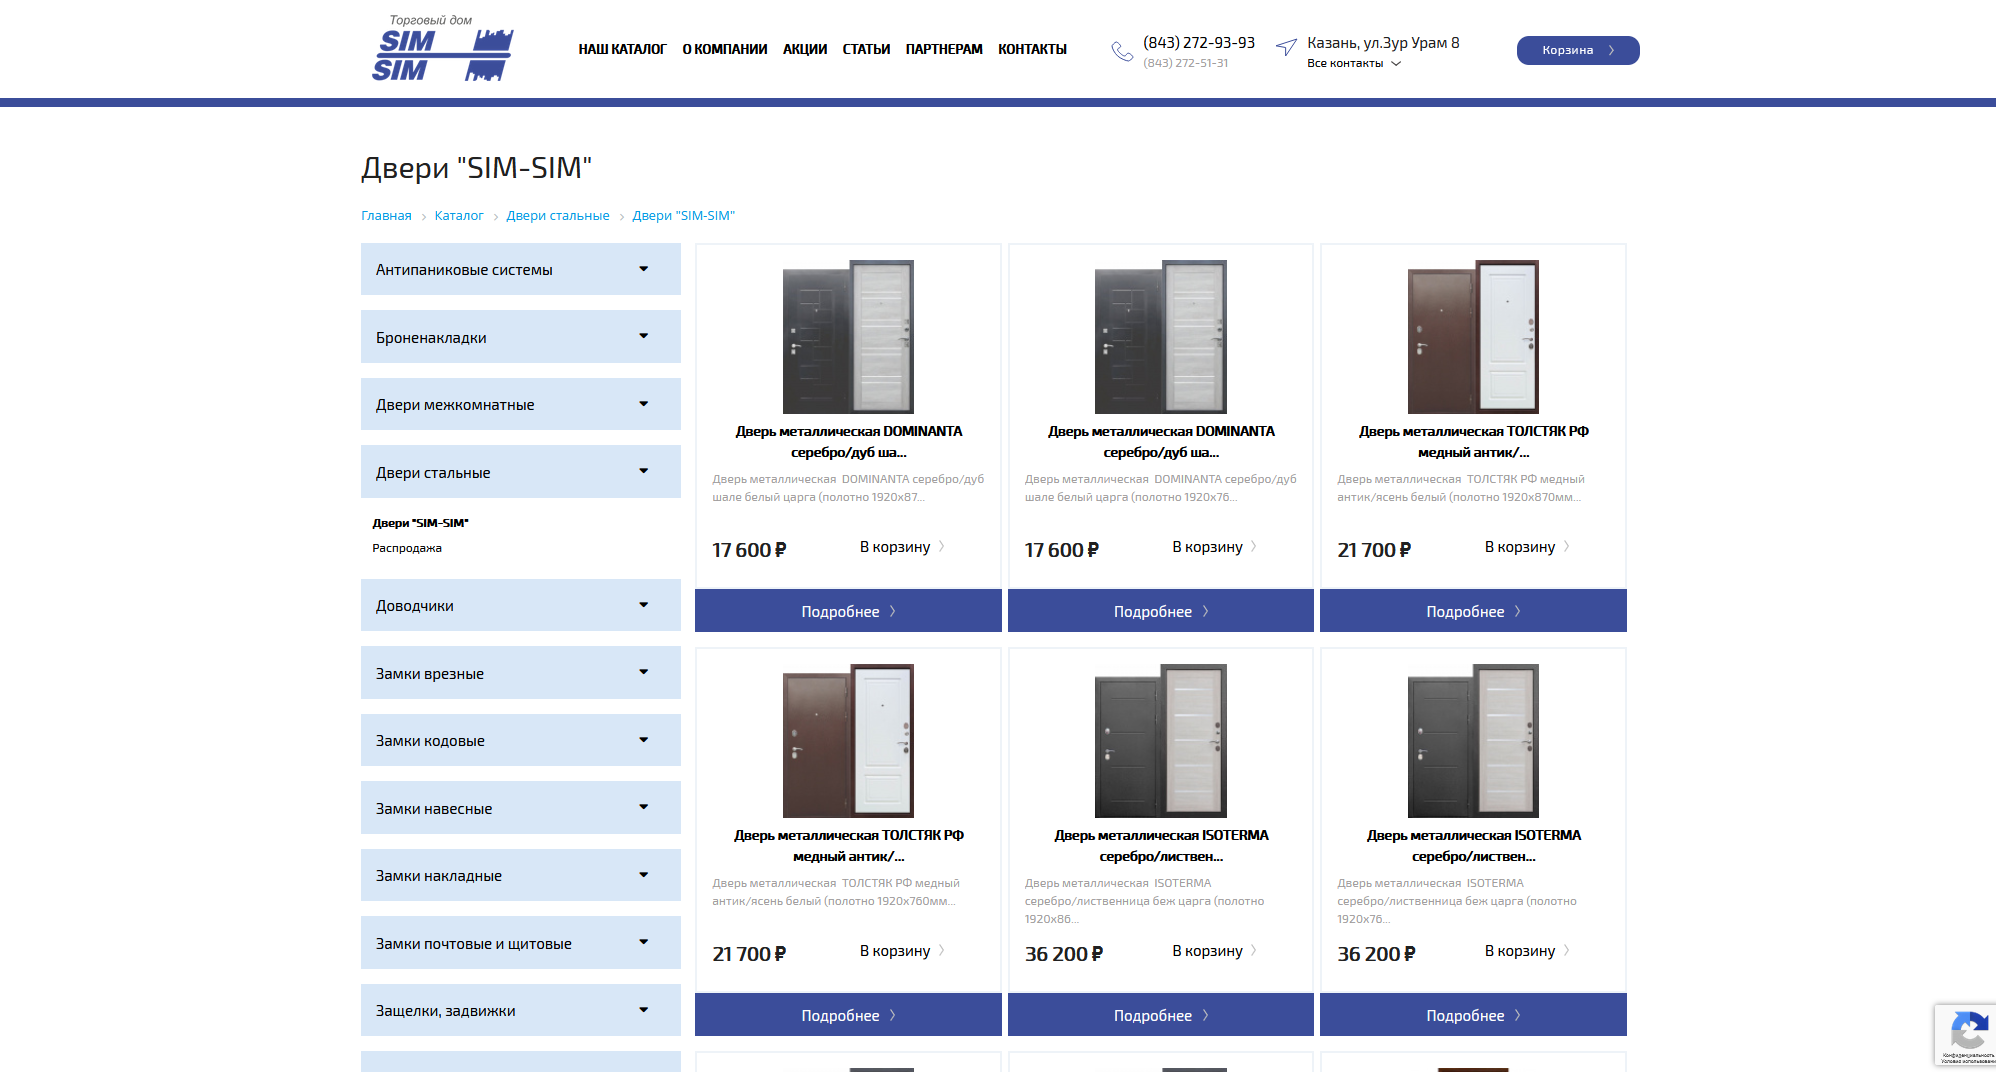 Торговый дом
SIM
SIM
НАШ КАТАЛОГ О КОМПАНИИ АКЦИИ СТАТЬИ ПАРТНЕРАМ КОНТАКТЫ
(843) 272-93-93
(843) 272-51-31
Казань, ул.Зур Урам 8
Все контакты
Корзина
Двери "SIM-SIM"
Главная Каталог Двери стальные Двери "SIM-SIM"
Антипаниковые системы
Броненакладки
Двери межкомнатные
Двери стальные
Двери "SIM-SIM"
Распродажа
Доводчики
Замки врезные
Замки кодовые
Замки навесные
Замки накладные
Замки почтовые и щитовые
Защелки, задвижки
Дверь металлическая DOMINANTA
серебро/дуб ша...
Дверь металлическая DOMINANTA серебро/дуб
шале белый царга (полотно 1920х87...
17 600 ₽ В корзину
Подробнее
Дверь металлическая DOMINANTA
серебро/дуб ша...
Дверь металлическая DOMINANTA серебро/дуб
шале белый царга (полотно 1920х76...
17 600 ₽ В корзину
Подробнее
Дверь металлическая ТОЛСТЯК РФ
медный антик/...
Дверь металлическая ТОЛСТЯК РФ медный
антик/ясень белый (полотно 1920х870мм...
21 700 ₽ В корзину
Подробнее
Дверь металлическая ТОЛСТЯК РФ
медный антик/...
Дверь металлическая ТОЛСТЯК РФ медный
антик/ясень белый (полотно 1920х760мм...
21 700 ₽ В корзину
Подробнее
Дверь металлическая ISOTERMA
серебро/листвен...
Дверь металлическая ISOTERMA
серебро/лиственница беж царга (полотно
1920х86...
36 200 ₽ В корзину
Подробнее
Дверь металлическая ISOTERMA
серебро/листвен...
Дверь металлическая ISOTERMA
серебро/лиственница беж царга (полотно
1920х76...
36 200 ₽ В корзину
Подробнее
Конфиденциальность
Условия использования